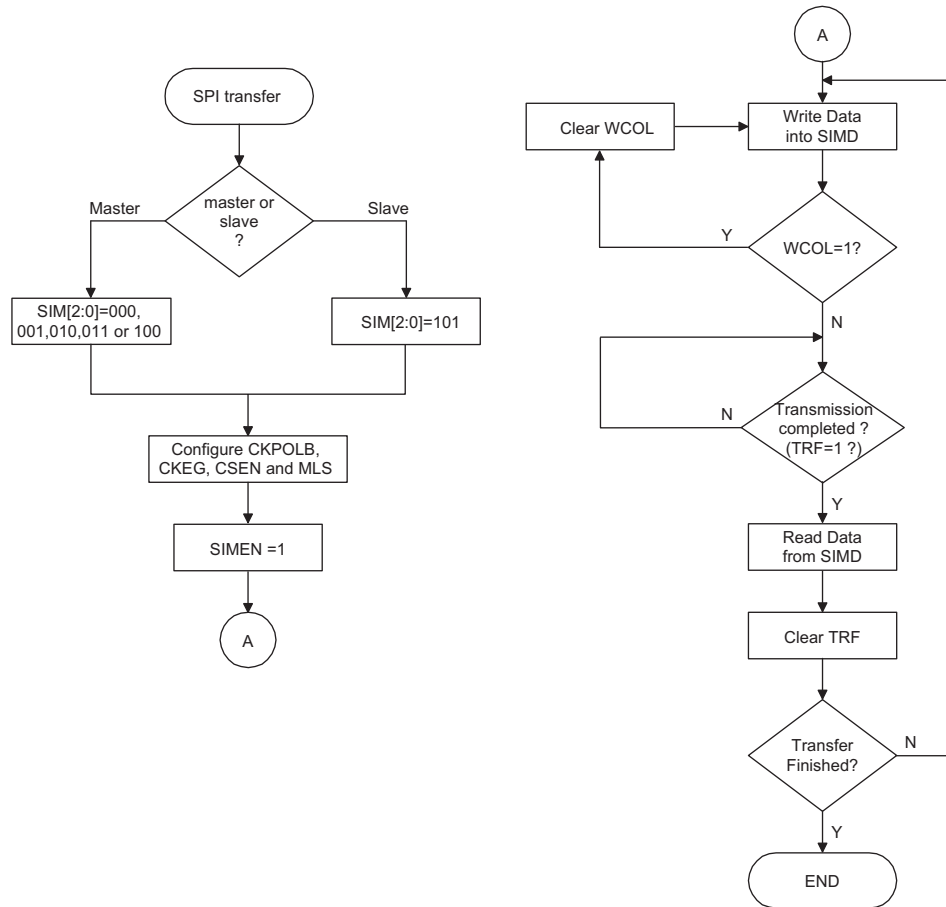 SPI transfer
Master
master or
slave
?
Slave
SIM[2:0]=000,
001,010,011 or 100
SIM[2:0]=101
Configure CKPOLB,
CKEG, CSEN and MLS
SIMEN =1
A
A
Clear WCOL
Write Data
into SIMD
Y
WCOL=1?
N
N
Transmission
completed ?
(TRF=1 ?)
Y
Read Data
from SIMD
Clear TRF
Transfer
Finished?
N
Y
END